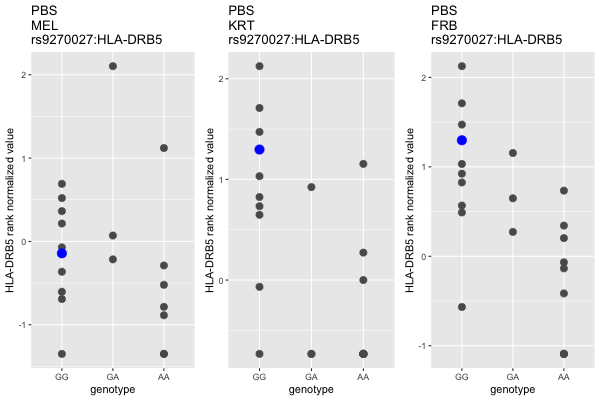 PBS
MEL
rs9270027:HLA-DRB5
HLA-DRB5 rank normalized value
2
1
0
-1
GG
GA
AA
genotype
PBS
KRT
rs9270027:HLA-DRB5
HLA-DRB5 rank normalized value
2
1
0
GG
GA
AA
genotype
PBS
FRB
rs9270027:HLA-DRB5
HLA-DRB5 rank normalized value
2
1
0
-1
GG
GA
AA
genotype